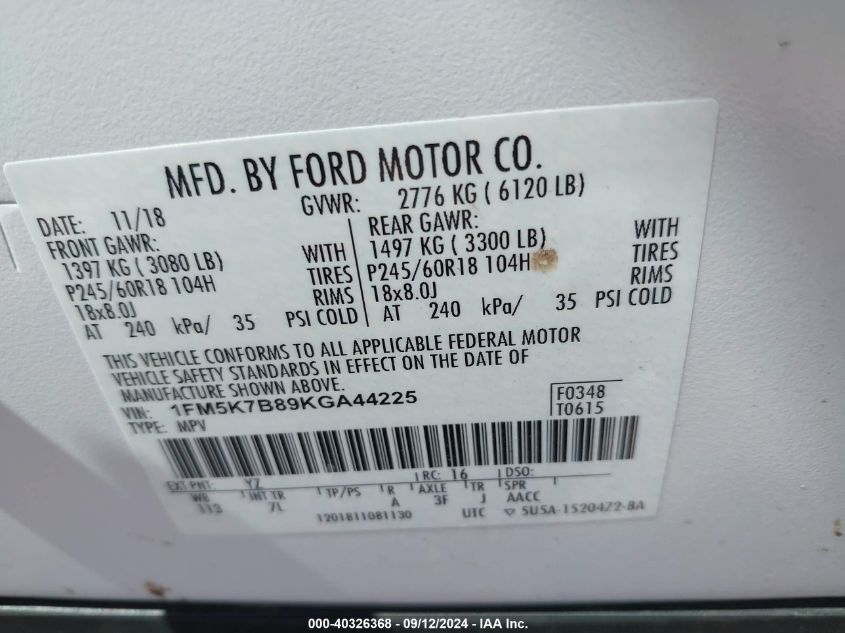 MFD. BY FORD MOTOR CO.
DATE: 11/18
GVWR: 2776 KG ( 6120 LB)
FRONT GAWR:
1397 KG ( 3080 LB)
P245/60R18 104H
18x8.0J
WITH
TIRES
RIMS
AT 240 kPa/ 35 PSI COLD
REAR GAWR:
1497 KG ( 3300 LB)
P245/60R18 104H
18x8.0J
WITH
TIRES
RIMS
AT 240 kPa/ 35 PSI COLD
THIS VEHICLE CONFORMS TO ALL APPLICABLE FEDERAL MOTOR
VEHICLE SAFETY STANDARDS IN EFFECT ON THE DATE OF
MANUFACTURE SHOWN ABOVE.
VIN: 1FM5K7B89KGA44225
TYPE: MPV
F0348
T0615
EXT PNT: YZ RC: 16 DSO:
WB INT TR TP/PS R AXLE TR SPR
113 7L A 3F J AACC
1201811081130 UTC ▽ 5U5A-1520472-BA
000-40326368 - 09/12/2024 - IAAI Inc.